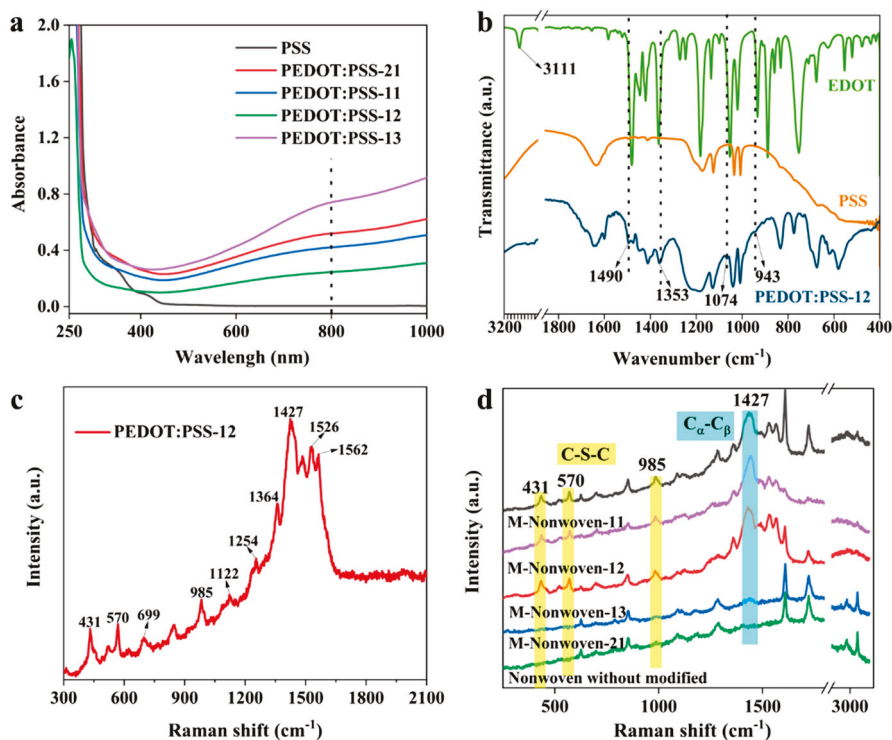 a
2.0
1.6
1.2
0.8
0.4
0.0
Absorbance
PSS
PEDOT:PSS-21
PEDOT:PSS-11
PEDOT:PSS-12
PEDOT:PSS-13
250
400
600
800
1000
Wavelengh (nm)
b
Transmittance (a.u.)
3111
EDOT
PSS
1490
1353
1074
943
PEDOT:PSS-12
3200
1800
1600
1400
1200
1000
800
600
400
Wavenumber (cm⁻¹)
c
Intensity (a.u.)
PEDOT:PSS-12
431
570
699
985
1122
1254
1364
1427
1526
1562
300
600
900
1200
1500
1800
2100
Raman shift (cm⁻¹)
d
Intensity (a.u.)
1427
Cα-Cβ
C-S-C
431
570
985
M-Nonwoven-11
M-Nonwoven-12
M-Nonwoven-13
M-Nonwoven-21
Nonwoven without modified
500
1000
1500
3000
Raman shift (cm⁻¹)